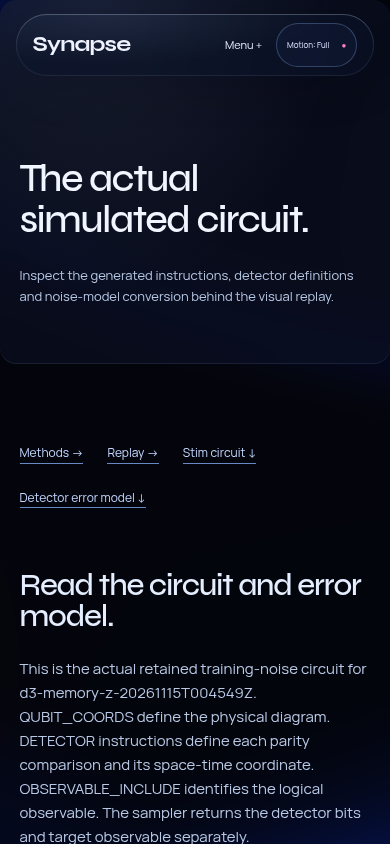 Synapse
Menu +
Motion: Full
The actual
simulated circuit.
Inspect the generated instructions, detector definitions
and noise-model conversion behind the visual replay.
Methods →
Replay →
Stim circuit ↓
Detector error model ↓
Read the circuit and error
model.
This is the actual retained training-noise circuit for
d3-memory-z-20261115T004549Z.
QUBIT_COORDS define the physical diagram.
DETECTOR instructions define each parity
comparison and its space-time coordinate.
OBSERVABLE_INCLUDE identifies the logical
observable. The sampler returns the detector bits
and target observable separately.